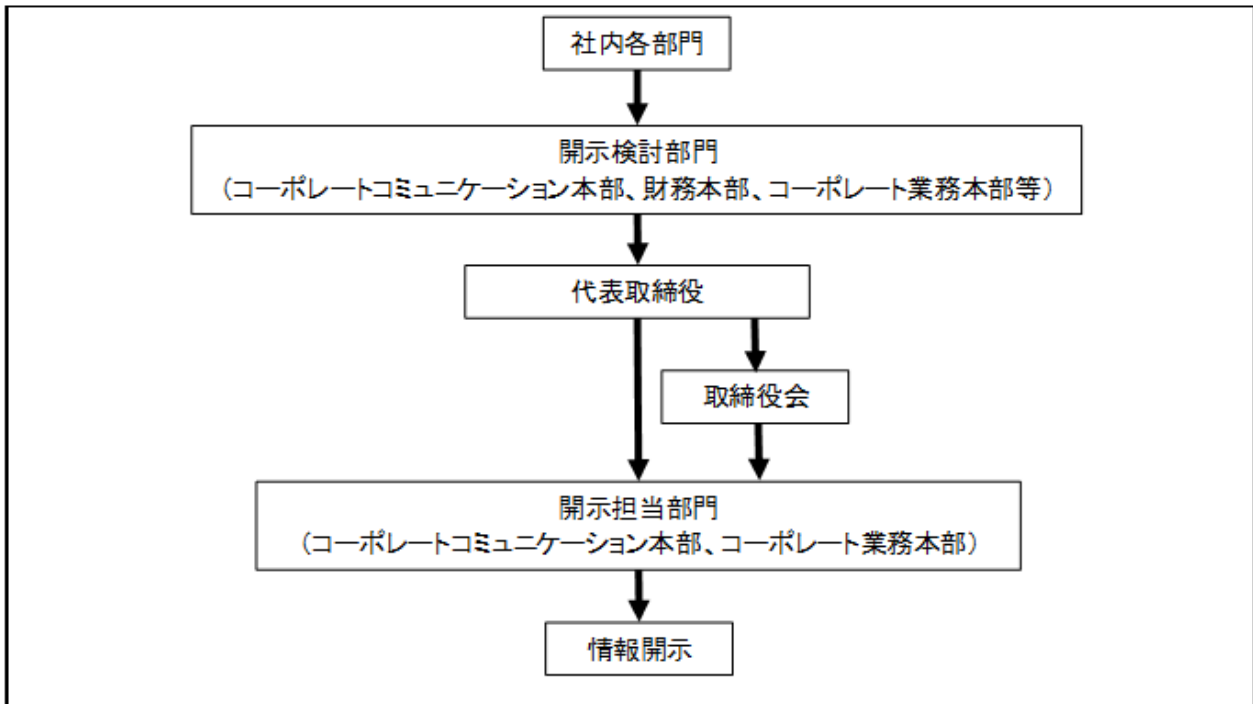 社内各部門
開示検討部門
（コーポレートコミュニケーション本部、財務本部、コーポレート業務本部等）
代表取締役
取締役会
開示担当部門
（コーポレートコミュニケーション本部、コーポレート業務本部）
情報開示